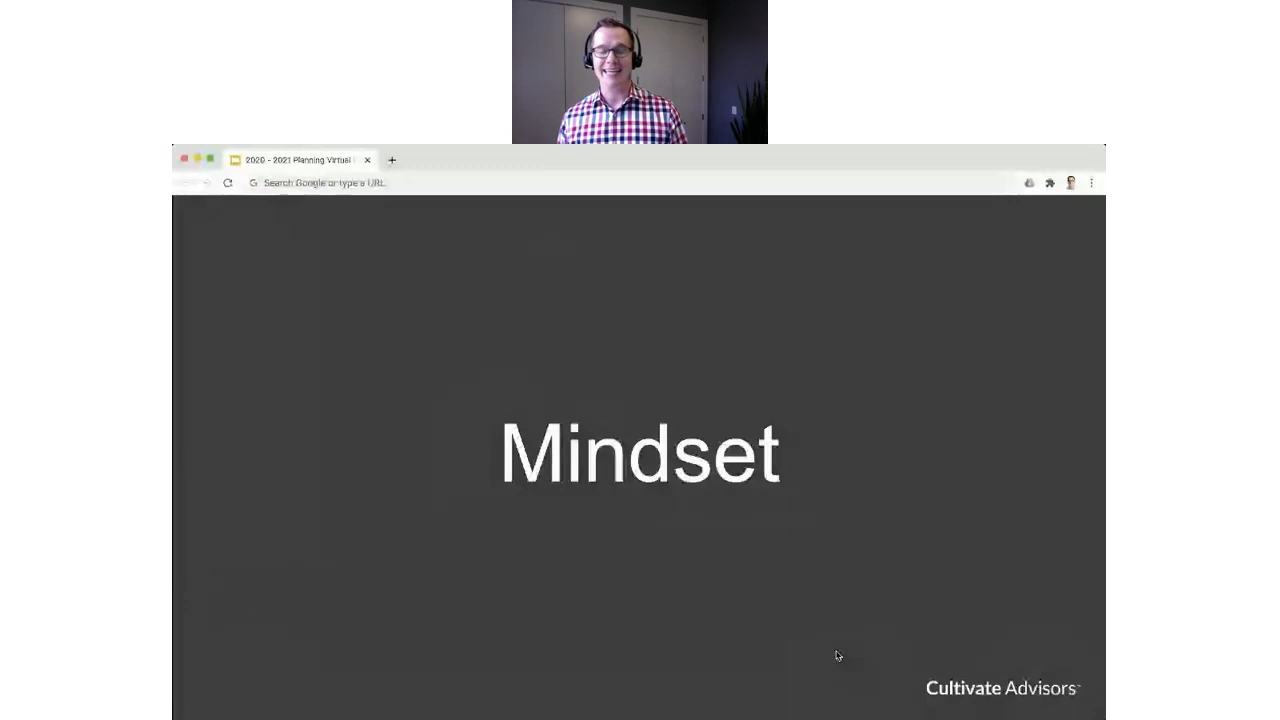 2020 - 2021 Planning Virtual
Search Google or type a URL
Mindset
Cultivate Advisors